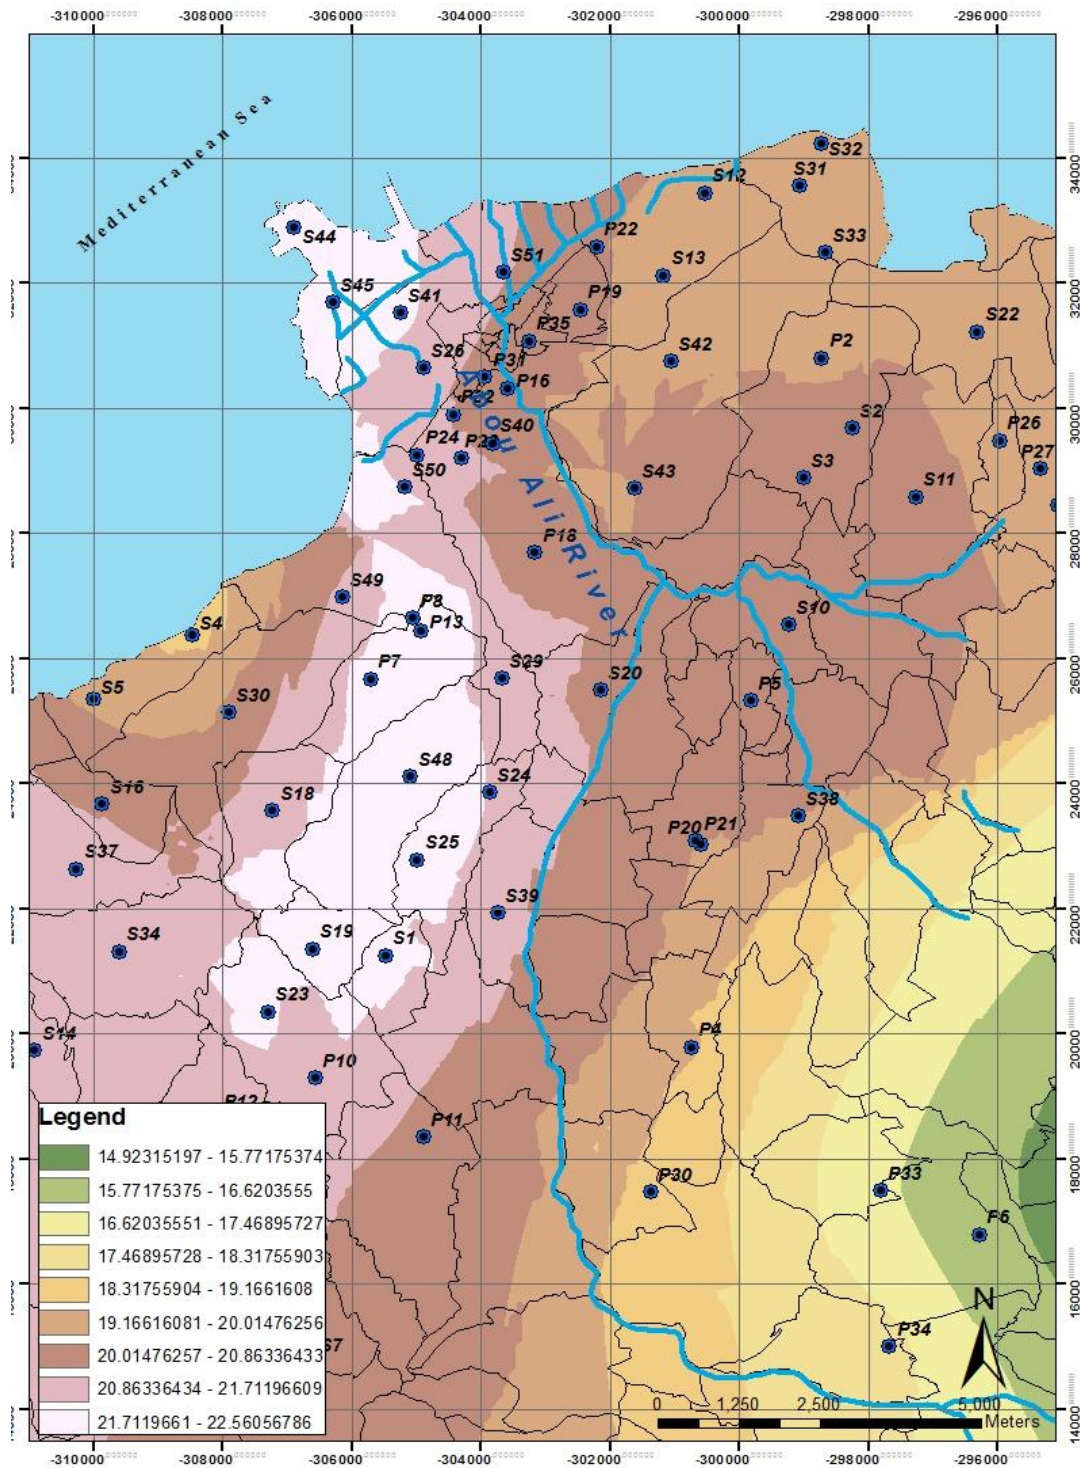 -310000 -308000 -306000 -304000 -302000 -300000 -298000 -296000
Mediterranean Sea
S32
S31
34000
S12
S44
P22
S33
S51
S13
S45
S41
P19
32000
S22
P35
S42
P2
S26
P31
P16
30000
S2
P26
S40
P24
P27
S3
S43
S11
S50
Abou Ali River
28000
P18
S49
P8
S10
S4
P13
26000
P7
S29
S20
S5
S30
P5
S48
S24
24000
S16
S18
S38
P20
P21
S37
S25
S39
22000
S34
S19
S1
S23
20000
S14
P4
P10
P12
P11
18000
P30
P33
P6
16000
P34
14000
Legend
14.92315197 - 15.77175374
15.77175375 - 16.6203555
16.62035551 - 17.46895727
17.46895728 - 18.31755903
18.31755904 - 19.1661608
19.16616081 - 20.01476256
20.01476257 - 20.86336433
20.86336434 - 21.71196609
21.7119661 - 22.56056786
N
0 1,250 2,500 5,000
Meters
-310000 -308000 -306000 -304000 -302000 -300000 -298000 -296000